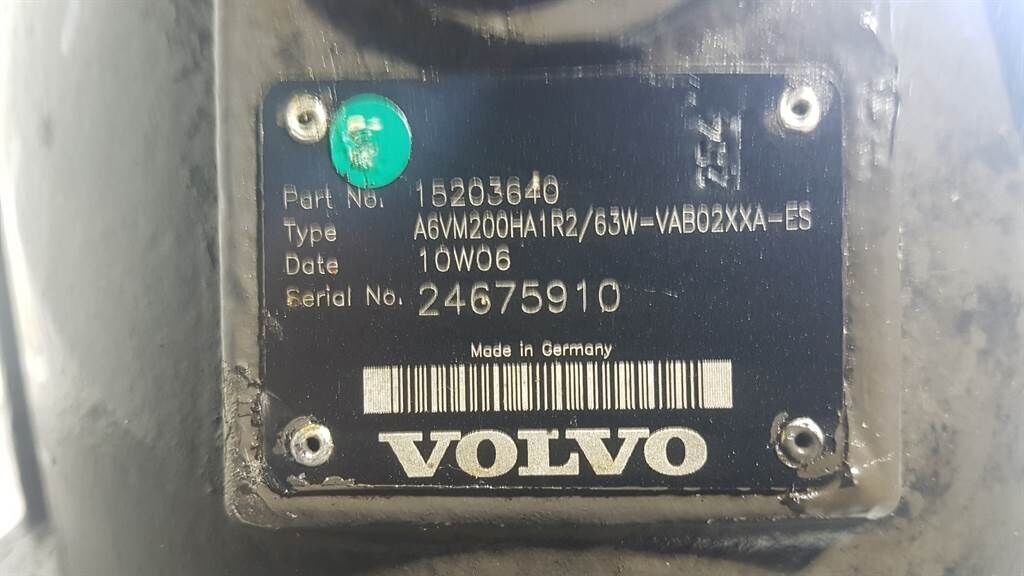 Part No. 15203640
Type A6VM200HA1R2/63W-VAB02XXA-ES
Date 10W06
Serial No. 24675910
Made in Germany
VOLVO